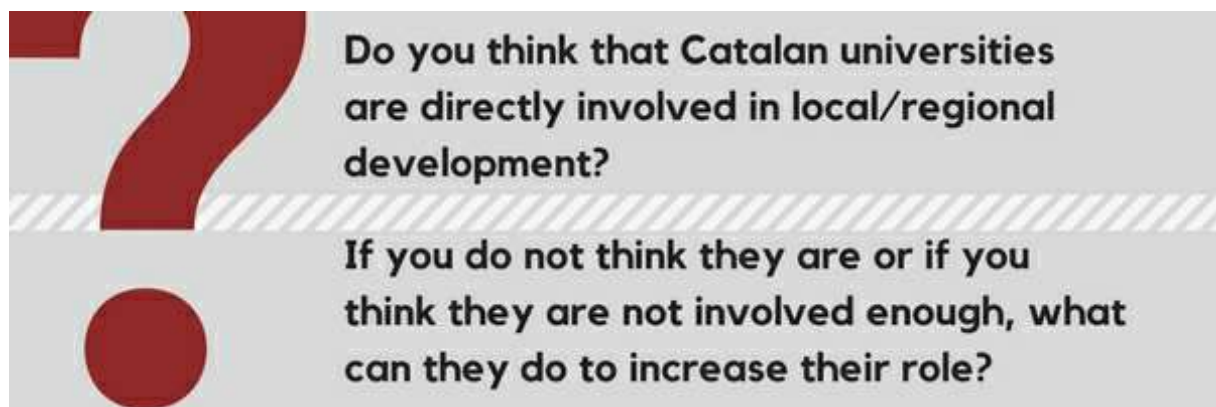 Do you think that Catalan universities
are directly involved in local/regional
development?
If you do not think they are or if you
think they are not involved enough, what
can they do to increase their role?